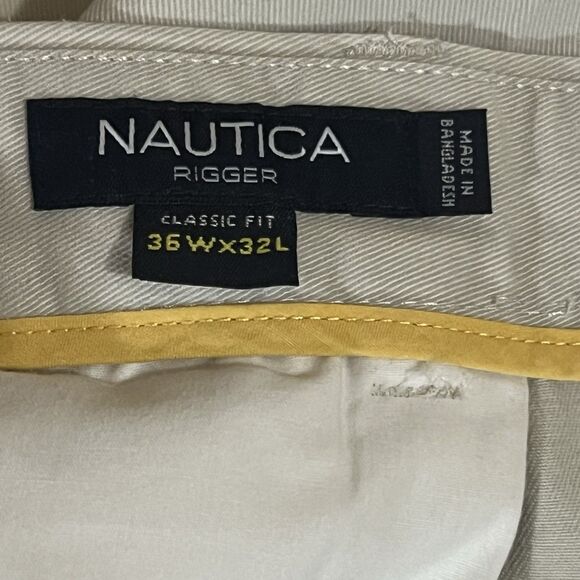 NAUTICA
RIGGER
MADE IN
BANGLADESH
CLASSIC FIT
36WX32L